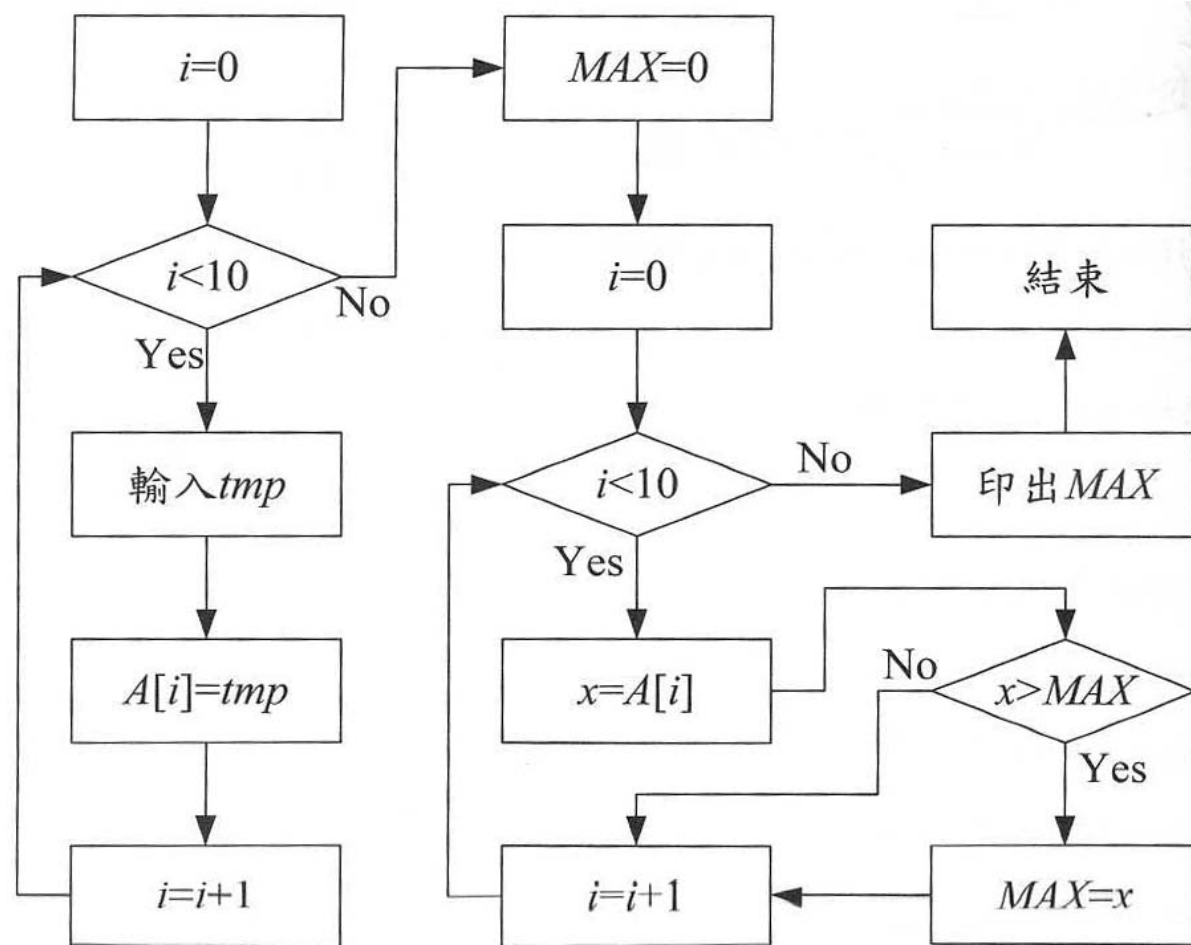 i=0
i<10
Yes
No
輸入tmp
A[i]=tmp
i=i+1
MAX=0
i=0
i<10
No
Yes
x=A[i]
i=i+1
結束
印出MAX
x>MAX
No
Yes
MAX=x